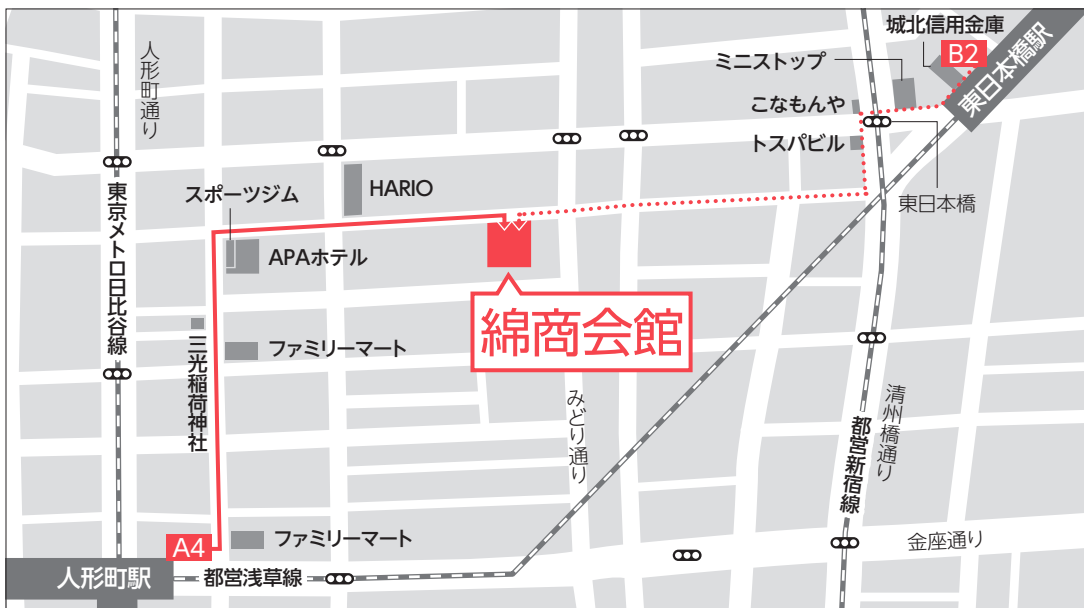 城北信用金庫
B2
東日本橋駅
ミニストップ
こなもんや
トスパビル
東日本橋
人形町通り
スポーツジム
HARIO
APAホテル
東京メトロ日比谷線
綿商会館
三光稲荷神社
ファミリーマート
みどり通り
清州橋通り
都営新宿線
A4
ファミリーマート
金座通り
人形町駅
都営浅草線